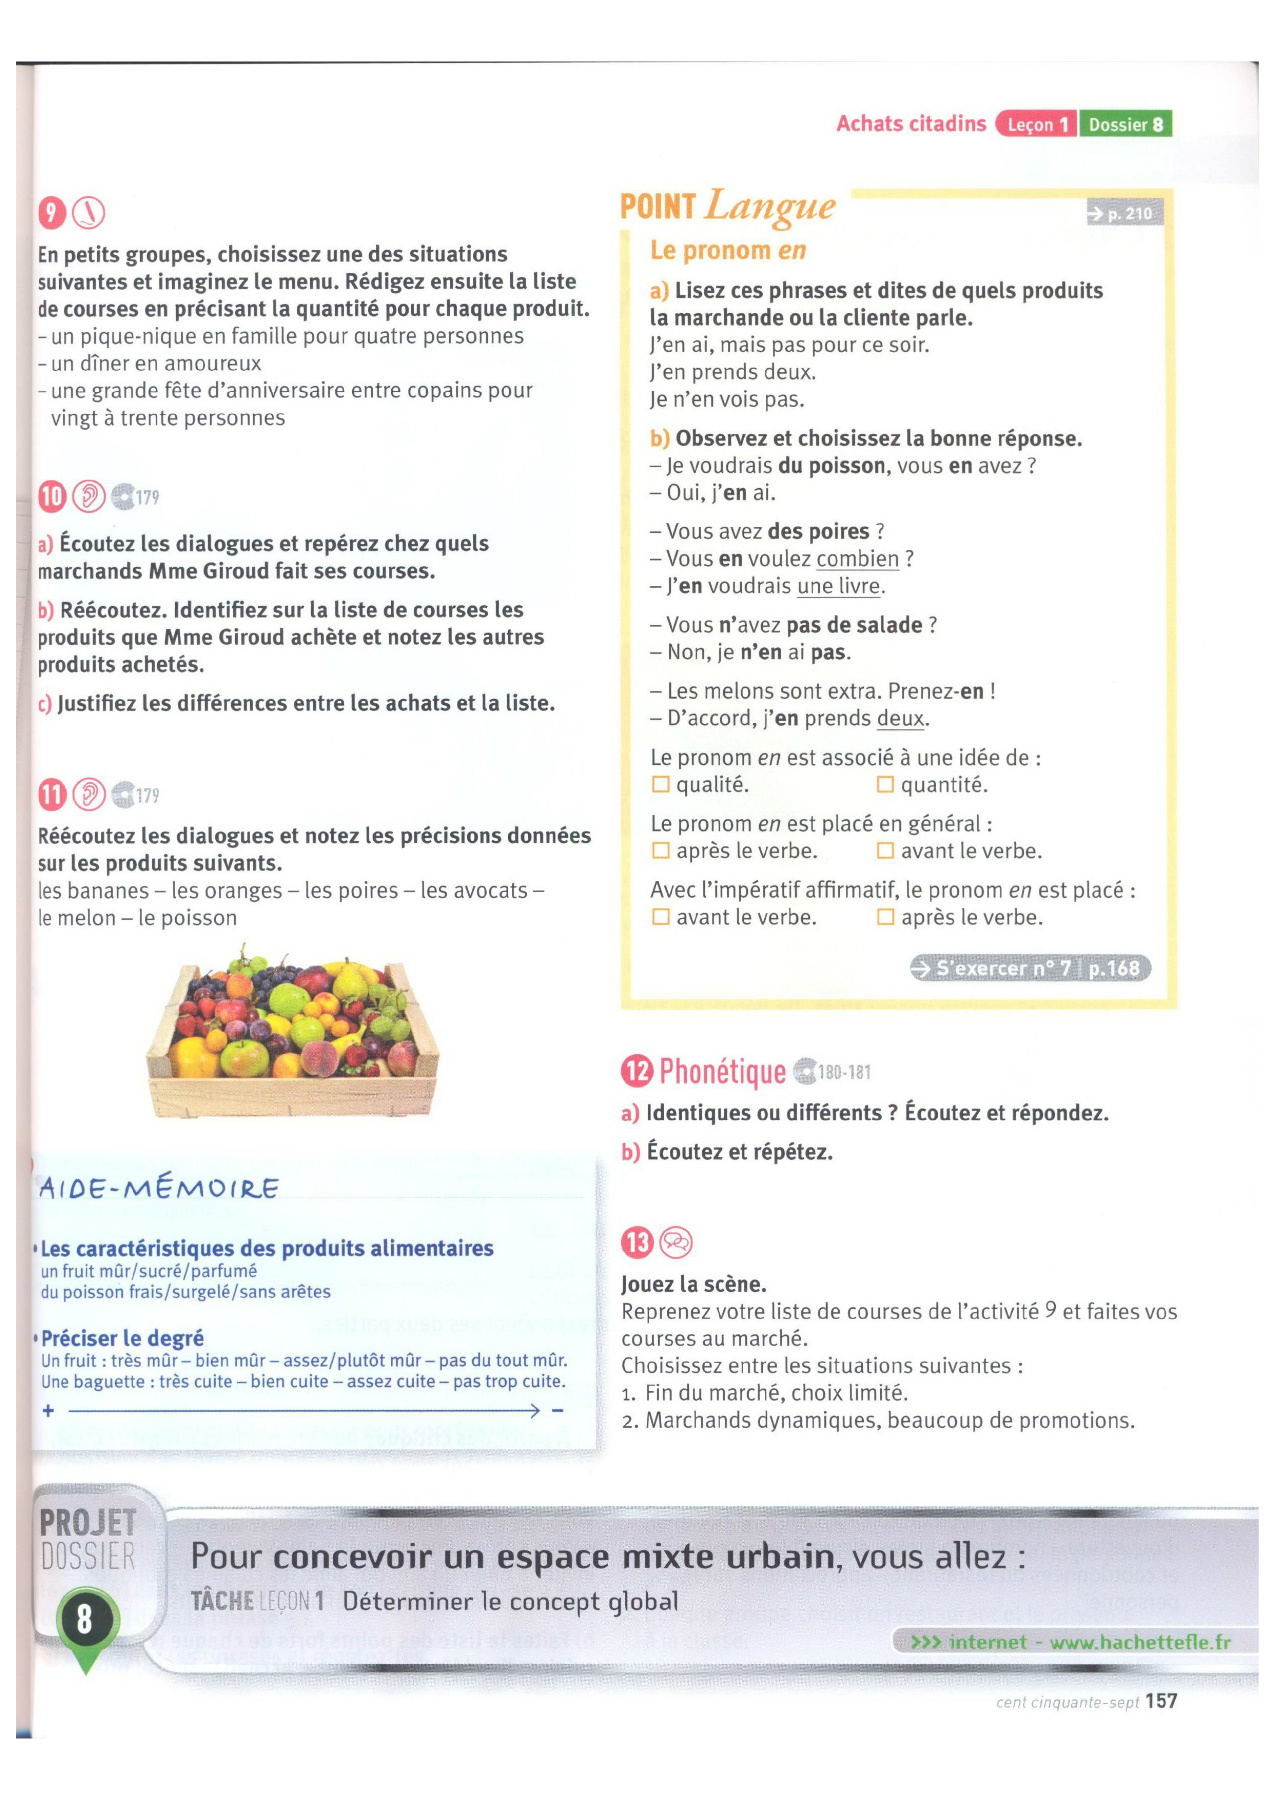 Achats citadins Leçon 1 Dossier 8
9
En petits groupes, choisissez une des situations
suivantes et imaginez le menu. Rédigez ensuite la liste
de courses en précisant la quantité pour chaque produit.
– un pique-nique en famille pour quatre personnes
– un dîner en amoureux
– une grande fête d'anniversaire entre copains pour
vingt à trente personnes
10 179
a) Écoutez les dialogues et repérez chez quels
marchands Mme Giroud fait ses courses.
b) Réécoutez. Identifiez sur la liste de courses les
produits que Mme Giroud achète et notez les autres
produits achetés.
c) Justifiez les différences entre les achats et la liste.
11 179
Réécoutez les dialogues et notez les précisions données
sur les produits suivants.
les bananes – les oranges – les poires – les avocats –
le melon – le poisson
AIDE-MÉMOIRE
• Les caractéristiques des produits alimentaires
un fruit mûr/sucré/parfumé
du poisson frais/surgelé/sans arêtes
• Préciser le degré
Un fruit : très mûr – bien mûr – assez/plutôt mûr – pas du tout mûr.
Une baguette : très cuite – bien cuite – assez cuite – pas trop cuite.
+ → –
POINT Langue
→ p. 210
Le pronom en
a) Lisez ces phrases et dites de quels produits
la marchande ou la cliente parle.
J'en ai, mais pas pour ce soir.
J'en prends deux.
Je n'en vois pas.
b) Observez et choisissez la bonne réponse.
– Je voudrais du poisson, vous en avez ?
– Oui, j'en ai.
– Vous avez des poires ?
– Vous en voulez combien ?
– J'en voudrais une livre.
– Vous n'avez pas de salade ?
– Non, je n'en ai pas.
– Les melons sont extra. Prenez-en !
– D'accord, j'en prends deux.
Le pronom en est associé à une idée de :
☐ qualité. ☐ quantité.
Le pronom en est placé en général :
☐ après le verbe. ☐ avant le verbe.
Avec l'impératif affirmatif, le pronom en est placé :
☐ avant le verbe. ☐ après le verbe.
→ S'exercer n° 7 | p.168
12 Phonétique 180-181
a) Identiques ou différents ? Écoutez et répondez.
b) Écoutez et répétez.
13
Jouez la scène.
Reprenez votre liste de courses de l'activité 9 et faites vos
courses au marché.
Choisissez entre les situations suivantes :
1. Fin du marché, choix limité.
2. Marchands dynamiques, beaucoup de promotions.
PROJET
DOSSIER
8
Pour concevoir un espace mixte urbain, vous allez :
TÂCHE LEÇON 1 Déterminer le concept global
>>> internet - www.hachettefle.fr
cent cinquante-sept 157